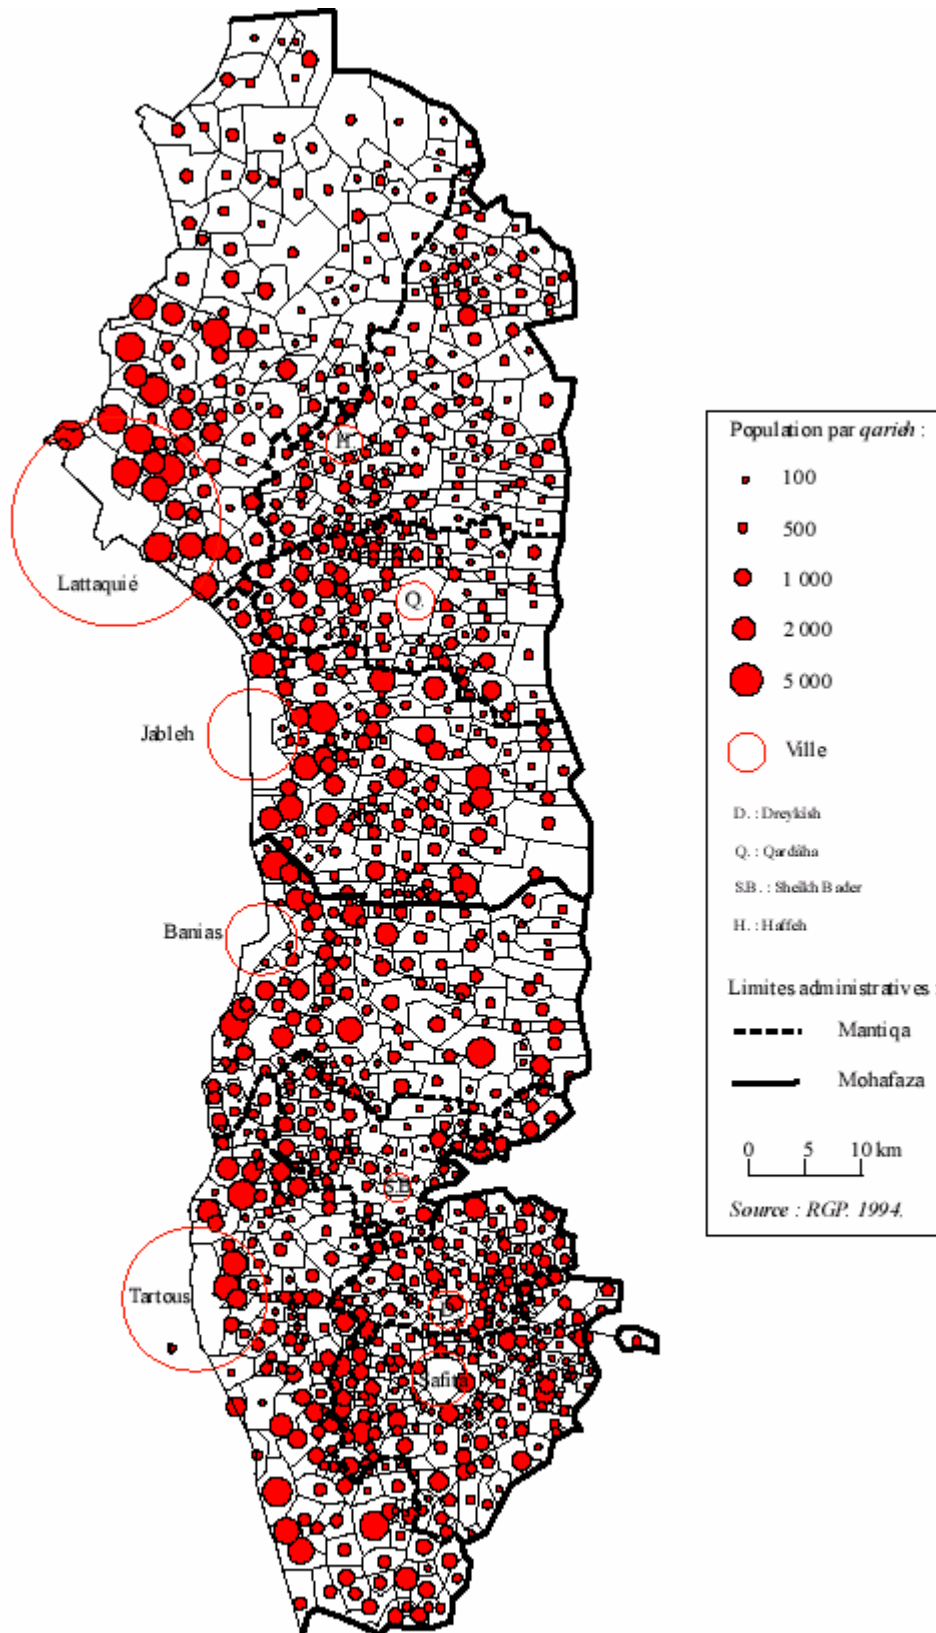 H.
Q.
Lattaquié
Jableh
Banias
S.B.
Tartous
D.
Safita
Population par qarieh :
100
500
1 000
2 000
5 000
Ville
D. : Dreykish
Q. : Qardâha
S.B. : Sheikh Bader
H. : Haffeh
Limites administratives :
Mantiqa
Mohafaza
0 5 10 km
Source : RGP. 1994.